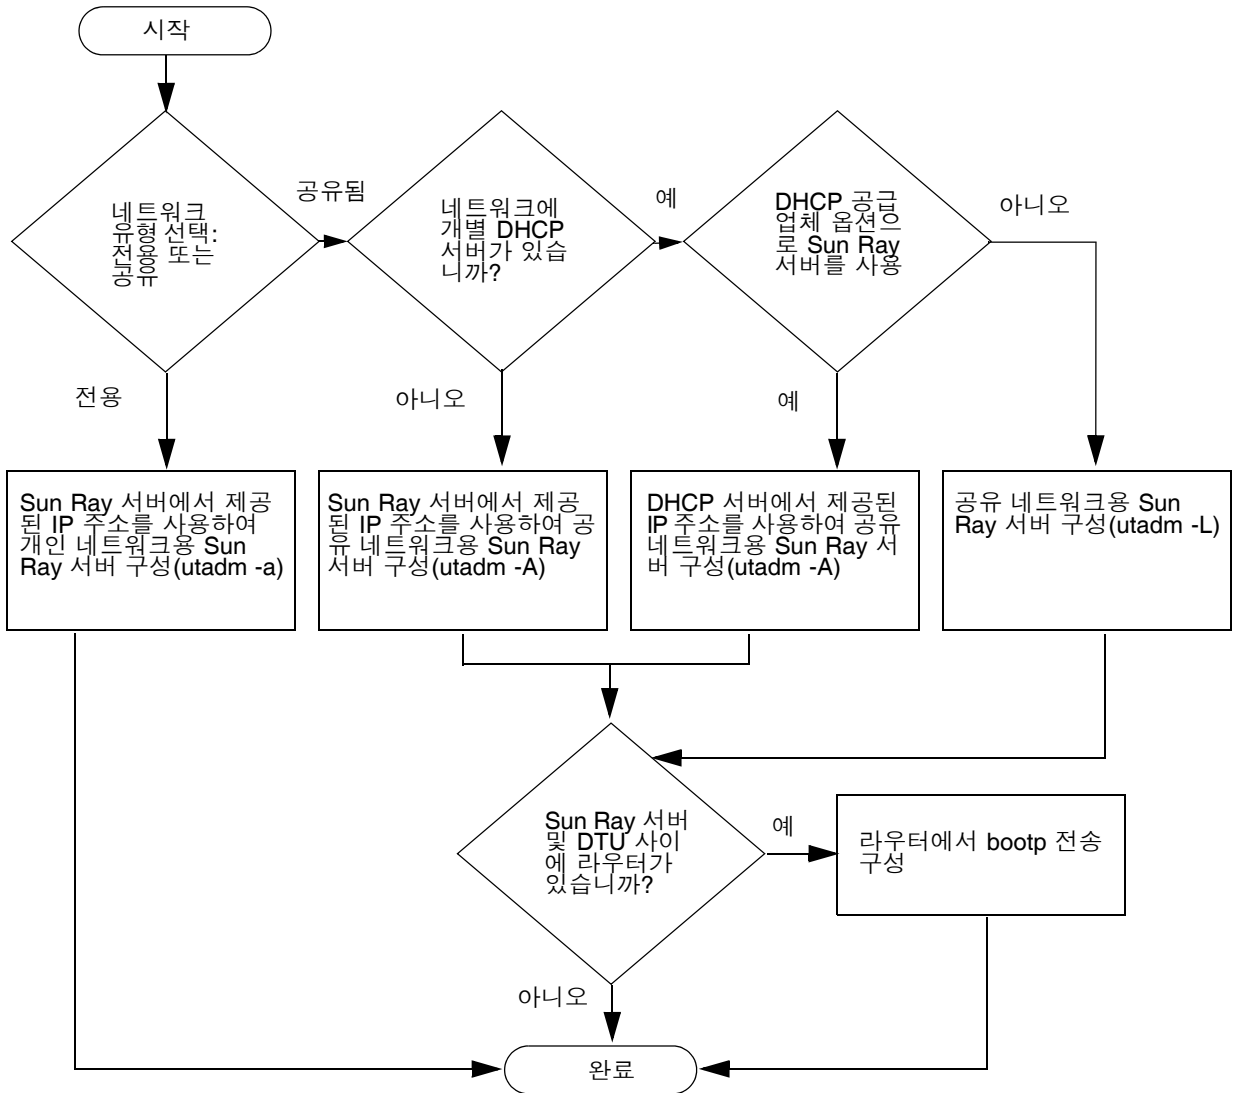 시작
네트워크
유형 선택:
전용 또는
공유
공유됨
네트워크에
개별 DHCP
서버가 있습
니까?
예
DHCP 공급
업체 옵션으
로 Sun Ray
서버를 사용
아니오
전용
아니오
예
Sun Ray 서버에서 제공
된 IP 주소를 사용하여
개인 네트워크용 Sun
Ray 서버 구성(utadm -a)
Sun Ray 서버에서 제공
된 IP 주소를 사용하여 공
유 네트워크용 Sun Ray
서버 구성(utadm -A)
DHCP 서버에서 제공된
IP 주소를 사용하여 공유
네트워크용 Sun Ray 서
버 구성(utadm -A)
공유 네트워크용 Sun
Ray 서버 구성(utadm -L)
Sun Ray 서버
및 DTU 사이
에 라우터가
있습니까?
예
라우터에서 bootp 전송
구성
아니오
완료